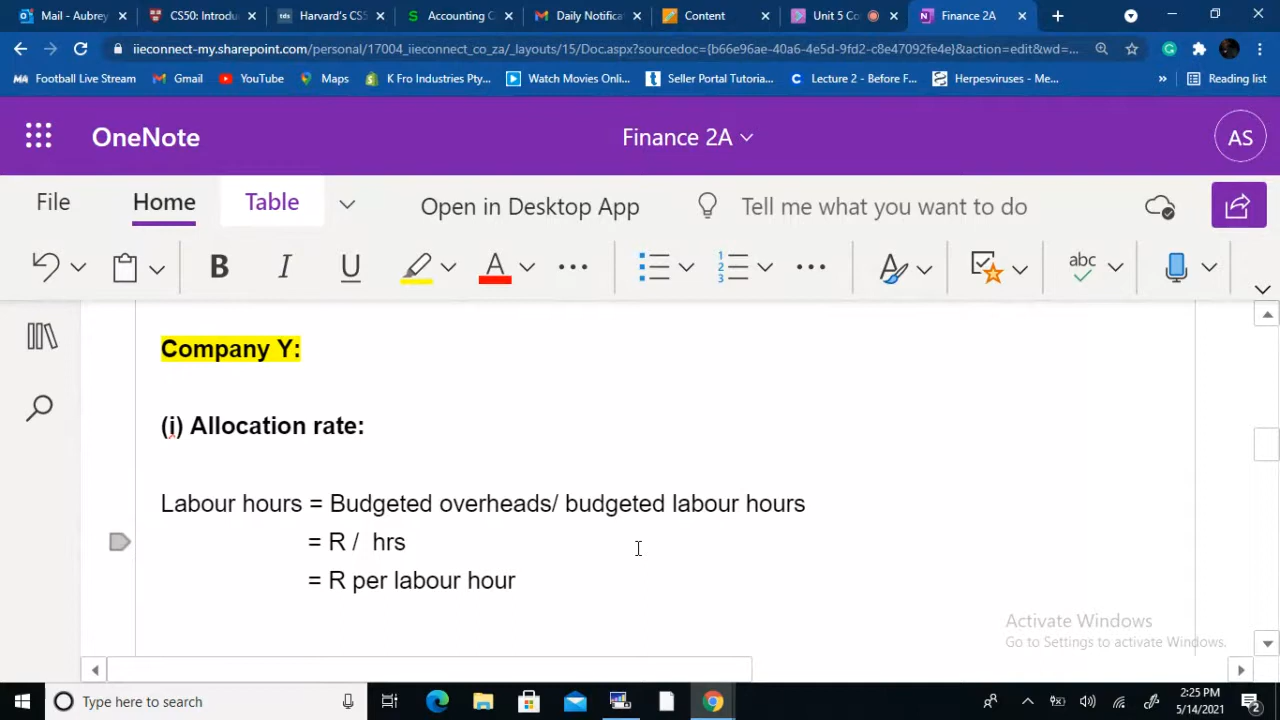 Mail - Aubrey
CS50: Introdu
Harvard's CS5
Accounting C
Daily Notifica
Content
Unit 5 Co
Finance 2A
iieconnect-my.sharepoint.com/personal/17004_iieconnect_co_za/_layouts/15/Doc.aspx?sourcedoc={b66e96ae-40a6-4e5d-9fd2-c8e47092fe4e}&action=edit&wd=...
Football Live Stream
Gmail
YouTube
Maps
K Fro Industries Pty...
Watch Movies Onli...
Seller Portal Tutoria...
Lecture 2 - Before F...
Herpesviruses - Me...
»
Reading list
OneNote
Finance 2A
AS
File
Home
Table
Open in Desktop App
Tell me what you want to do
B I U A abc
Company Y:
(i) Allocation rate:
Labour hours = Budgeted overheads/ budgeted labour hours
= R / hrs
= R per labour hour
Activate Windows
Go to Settings to activate Windows.
Type here to search
2:25 PM
5/14/2021
2